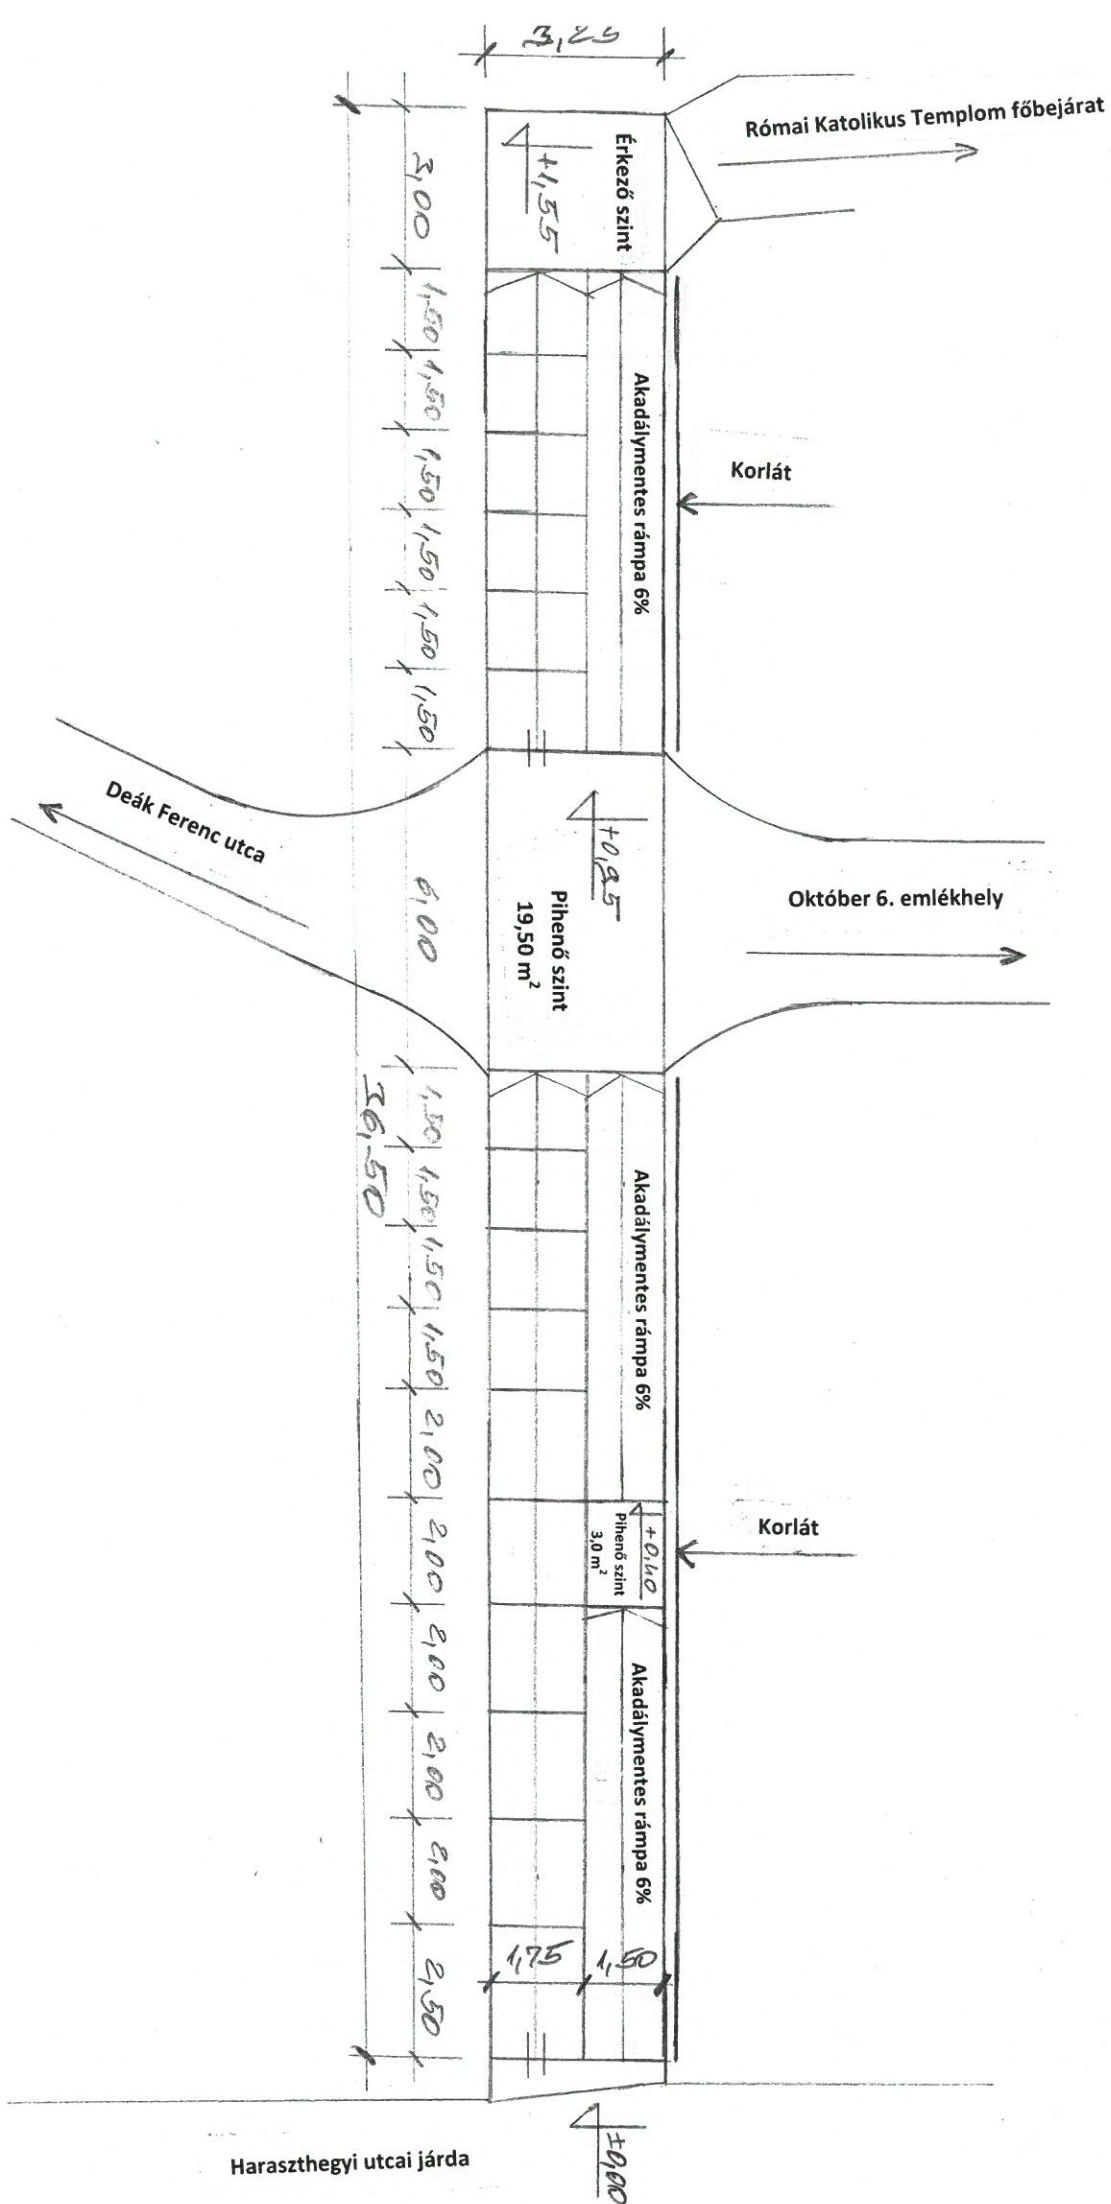 3,25
Római Katolikus Templom főbejárat
Érkező szint
+1,55
3,00
1,50
1,50
1,50
1,50
1,50
1,50
Akadálymentes rámpa 6%
Korlát
Deák Ferenc utca
+0,95
6,00
Pihenő szint
19,50 m²
Október 6. emlékhely
36,50
1,50
1,50
1,50
1,50
2,00
2,00
2,00
2,00
2,00
2,50
Akadálymentes rámpa 6%
+0,40
Pihenő szint
3,0 m²
Korlát
Akadálymentes rámpa 6%
1,75
1,50
±0,00
Haraszthegyi utcai járda